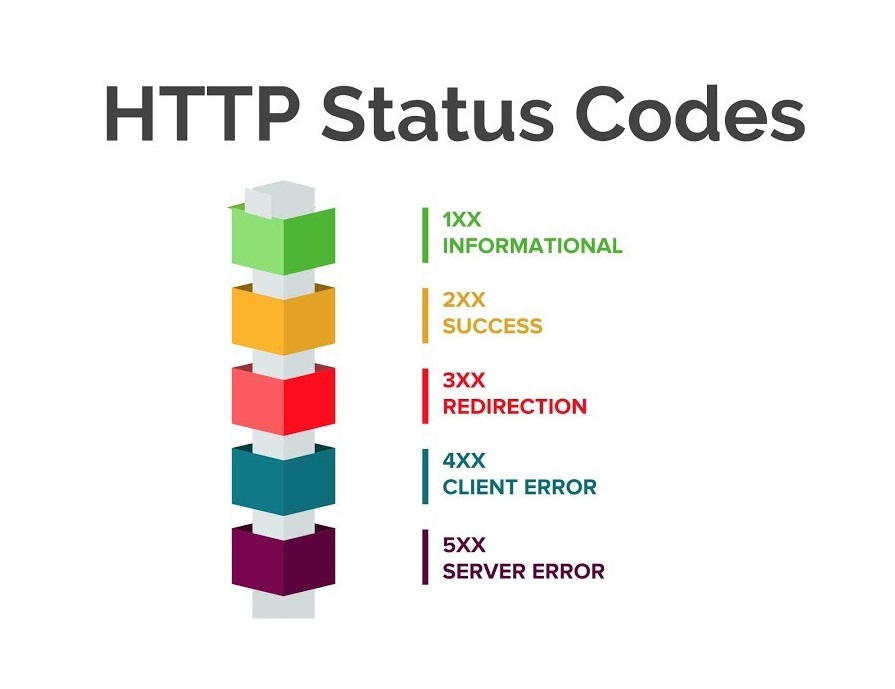 HTTP Status Codes
1XX
INFORMATIONAL
2XX
SUCCESS
3XX
REDIRECTION
4XX
CLIENT ERROR
5XX
SERVER ERROR